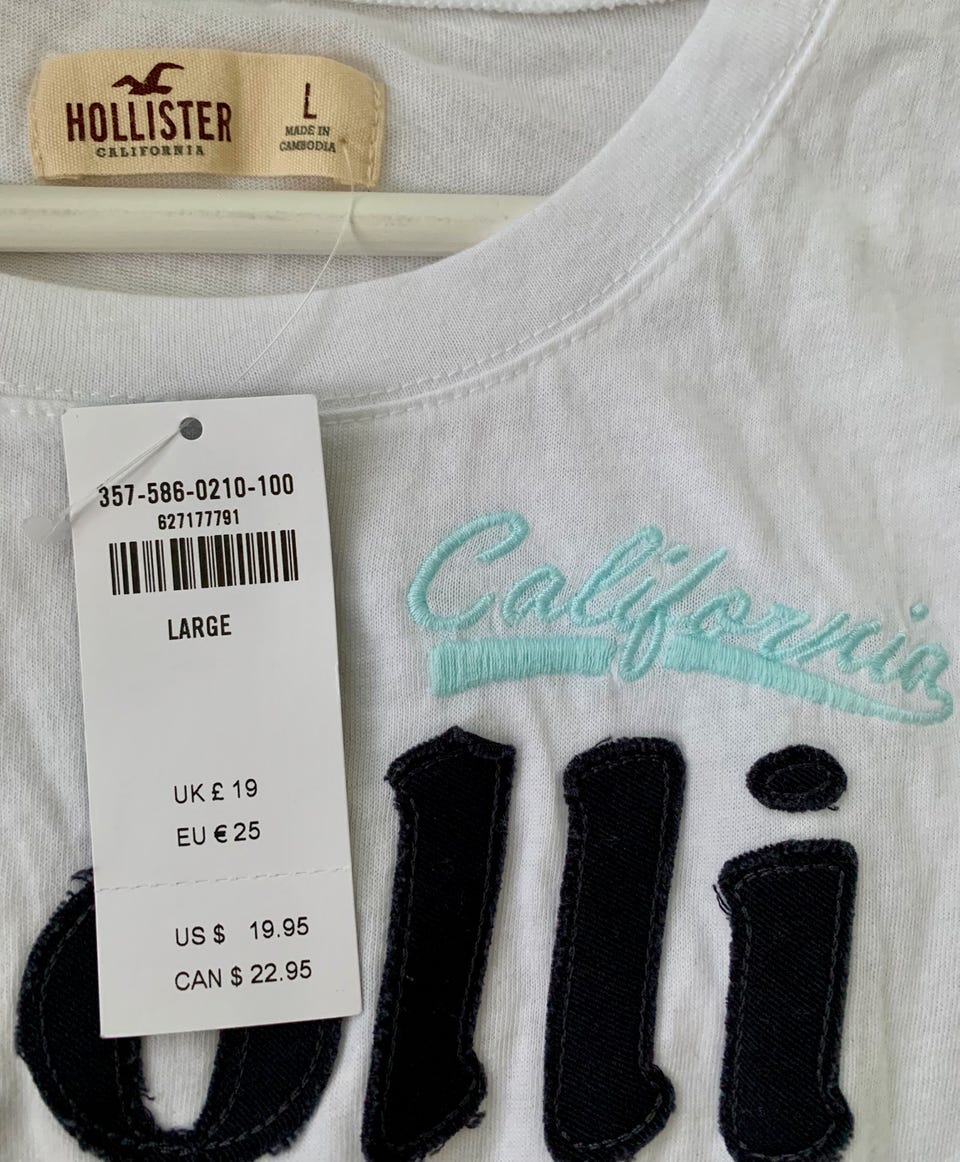 HOLLISTER
CALIFORNIA
L
MADE IN
CAMBODIA
357-586-0210-100
627177791
LARGE
UK £ 19
EU € 25
US $ 19.95
CAN $ 22.95
California
olli